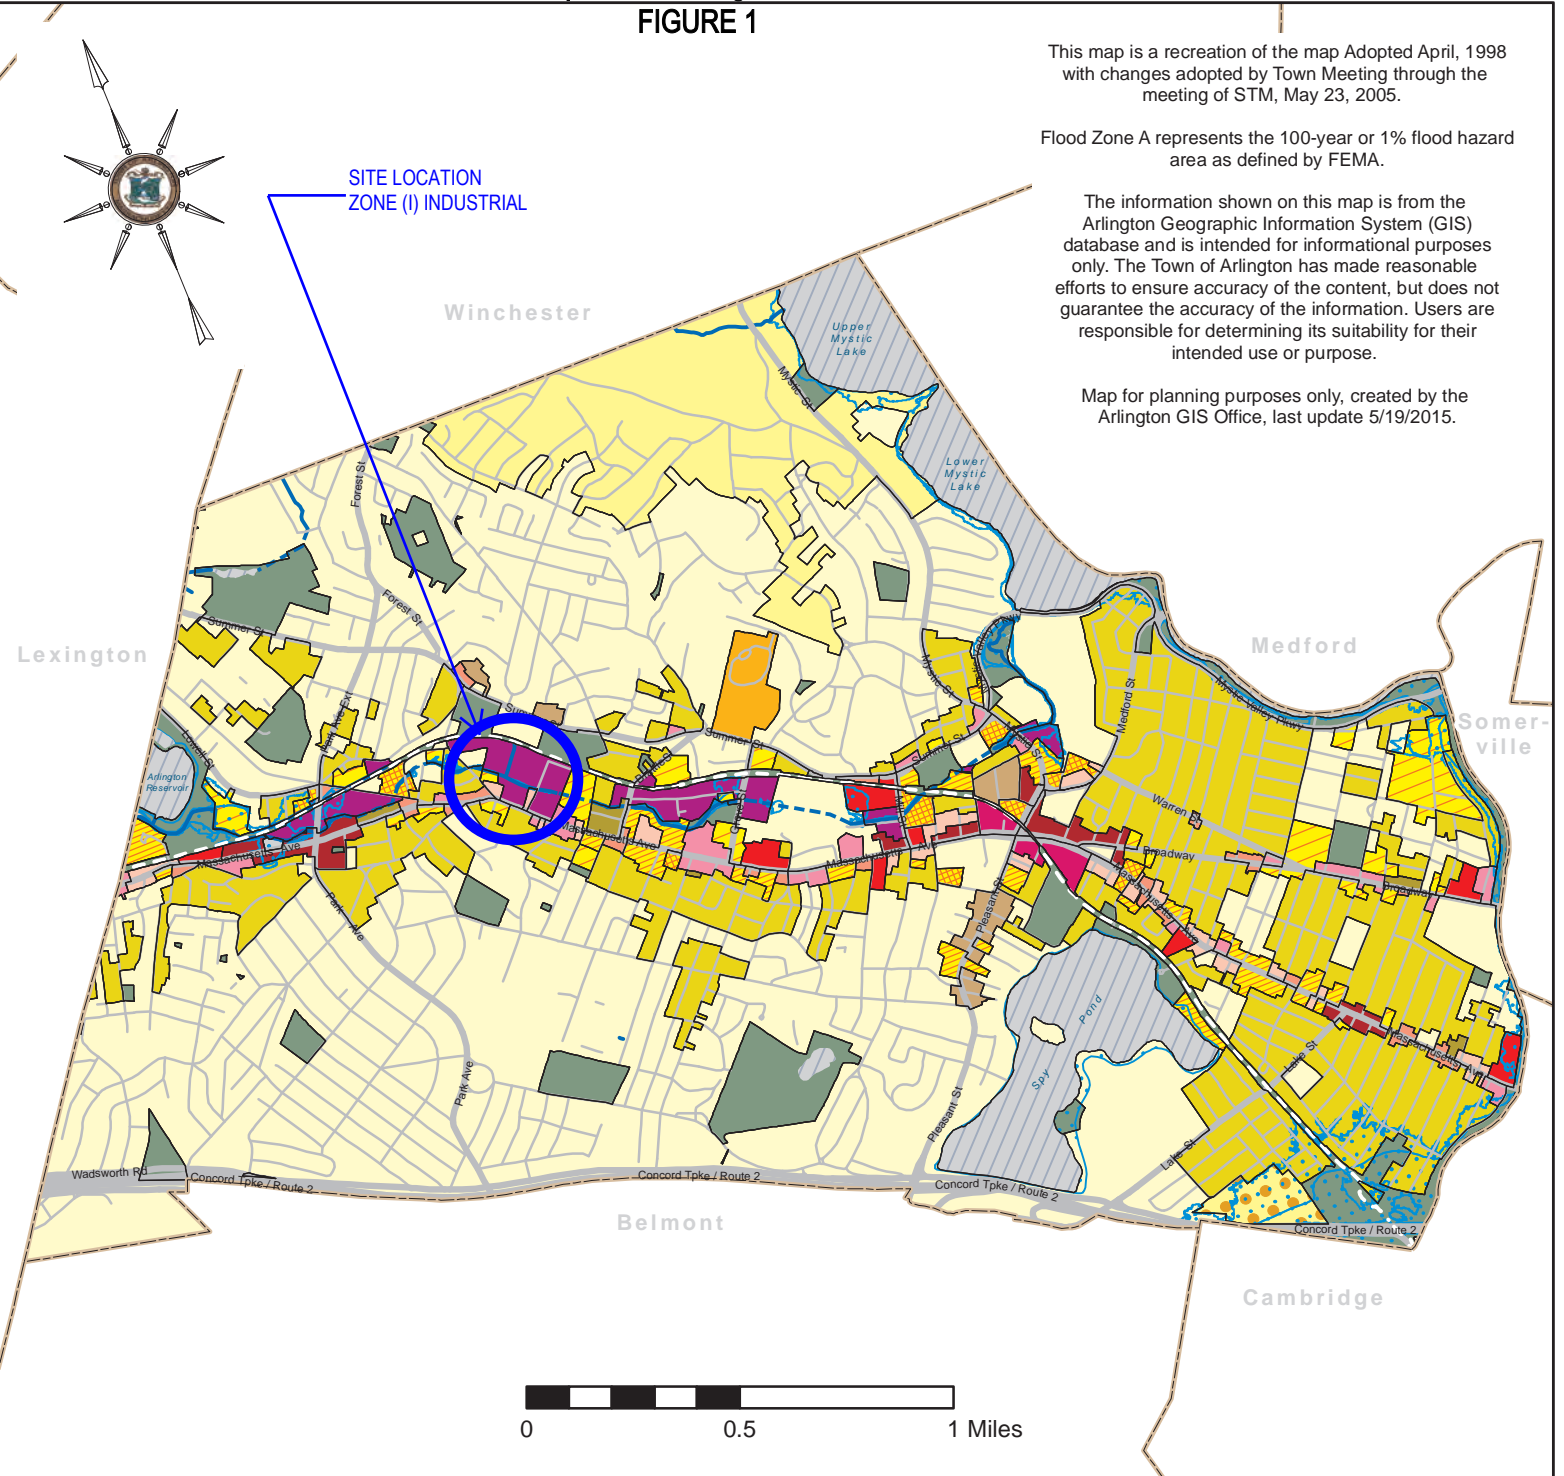 FIGURE 1
This map is a recreation of the map Adopted April, 1998
with changes adopted by Town Meeting through the
meeting of STM, May 23, 2005.
Flood Zone A represents the 100-year or 1% flood hazard
area as defined by FEMA.
The information shown on this map is from the
Arlington Geographic Information System (GIS)
database and is intended for informational purposes
only. The Town of Arlington has made reasonable
efforts to ensure accuracy of the content, but does not
guarantee the accuracy of the information. Users are
responsible for determining its suitability for their
intended use or purpose.
Map for planning purposes only, created by the
Arlington GIS Office, last update 5/19/2015.
SITE LOCATION
ZONE (I) INDUSTRIAL
Winchester
Upper
Mystic
Lake
Mystic St
Lower
Mystic
Lake
Forest St
Forest St
Summer St
Lexington
Medford
Somer-
ville
Mystic Valley Pkwy
Medford St
Mystic St
Park Ave Ext
Lowell St
Arlington
Reservoir
Summer St
Summer St
Warren St
Broadway
Broadway
Massachusetts Ave
Massachusetts Ave
Massachusetts Ave
Massachusetts Ave
Massachusetts Ave
Park Ave
Park Ave
Pleasant St
Pleasant St
Spy
Pond
Lake St
Lake St
Wadsworth Rd
Concord Tpke / Route 2
Concord Tpke / Route 2
Concord Tpke / Route 2
Concord Tpke / Route 2
Belmont
Cambridge
0
0.5
1 Miles